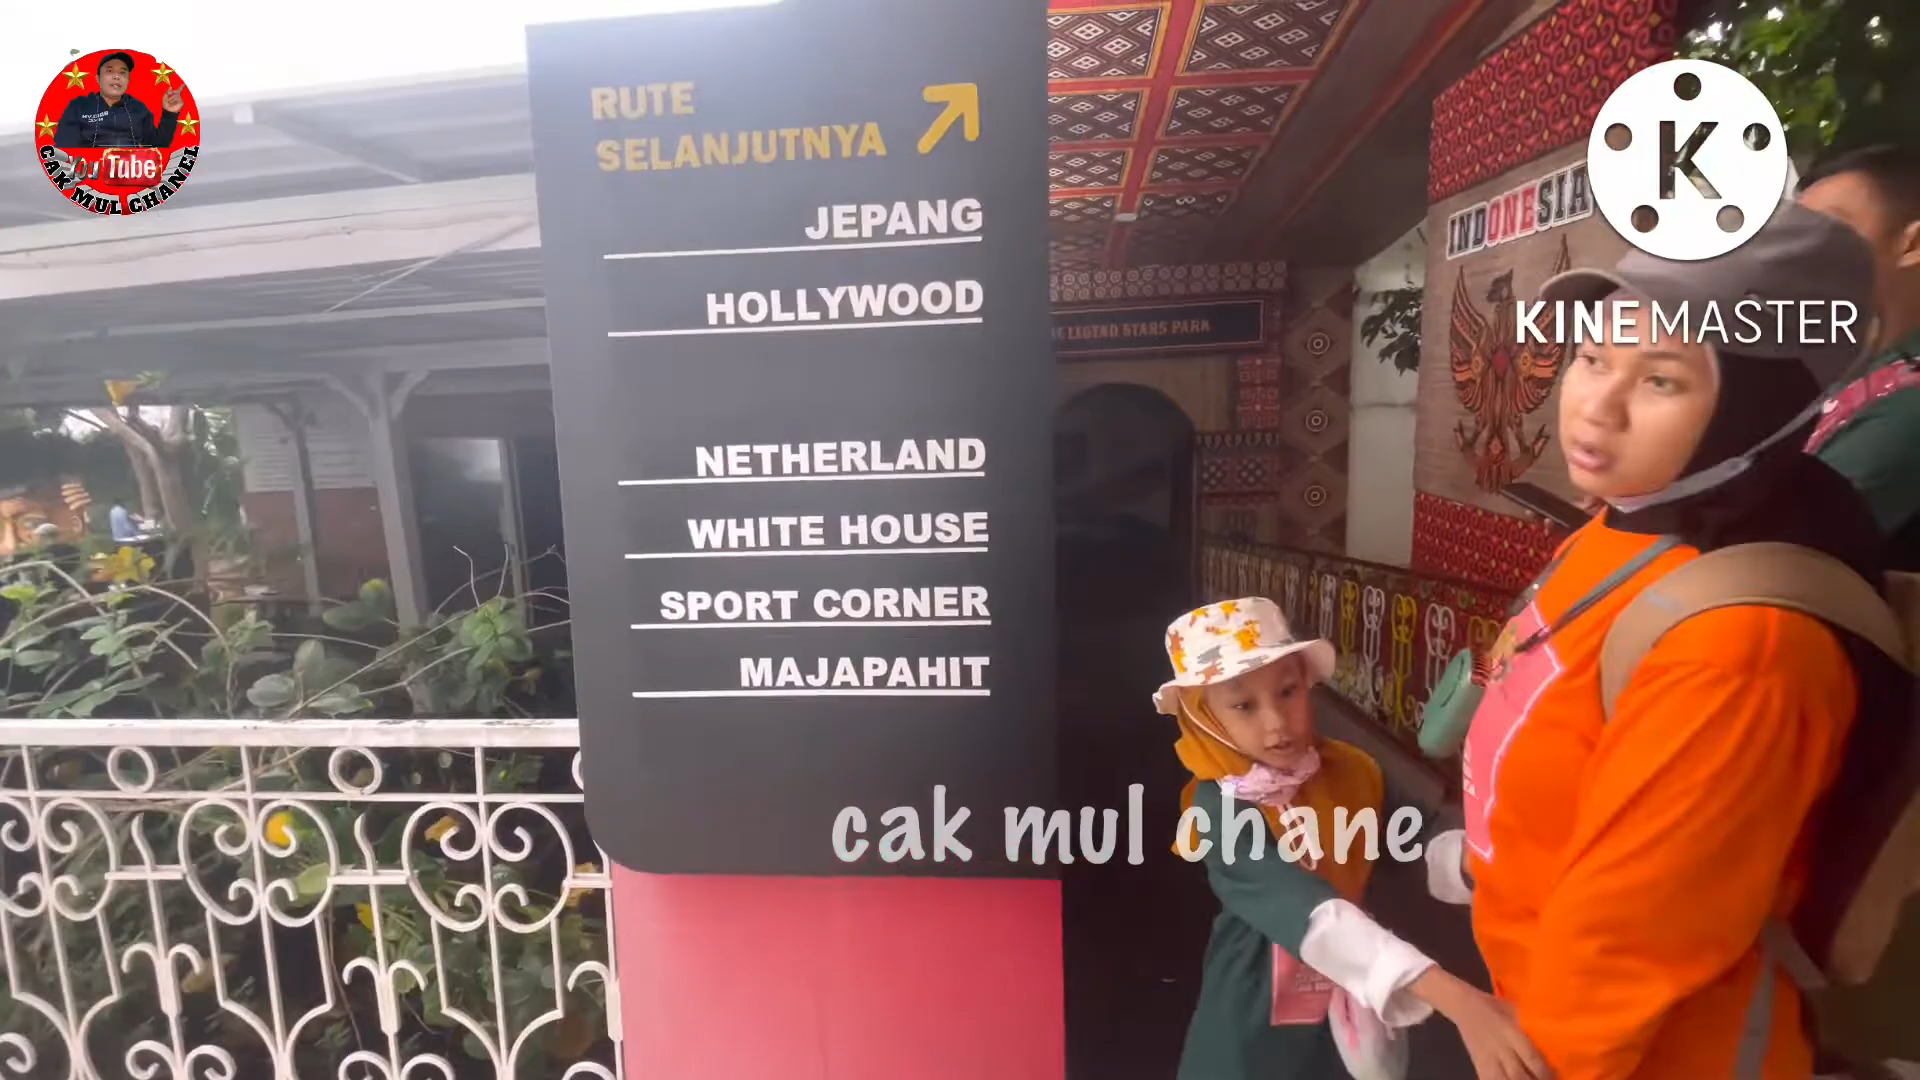 YouTube
CAK MUL CHANEL
RUTE
SELANJUTNYA
JEPANG
HOLLYWOOD
NETHERLAND
WHITE HOUSE
SPORT CORNER
MAJAPAHIT
LEGEND STARS PARK
INDONESIA
K
KINEMASTER
cak mul chane